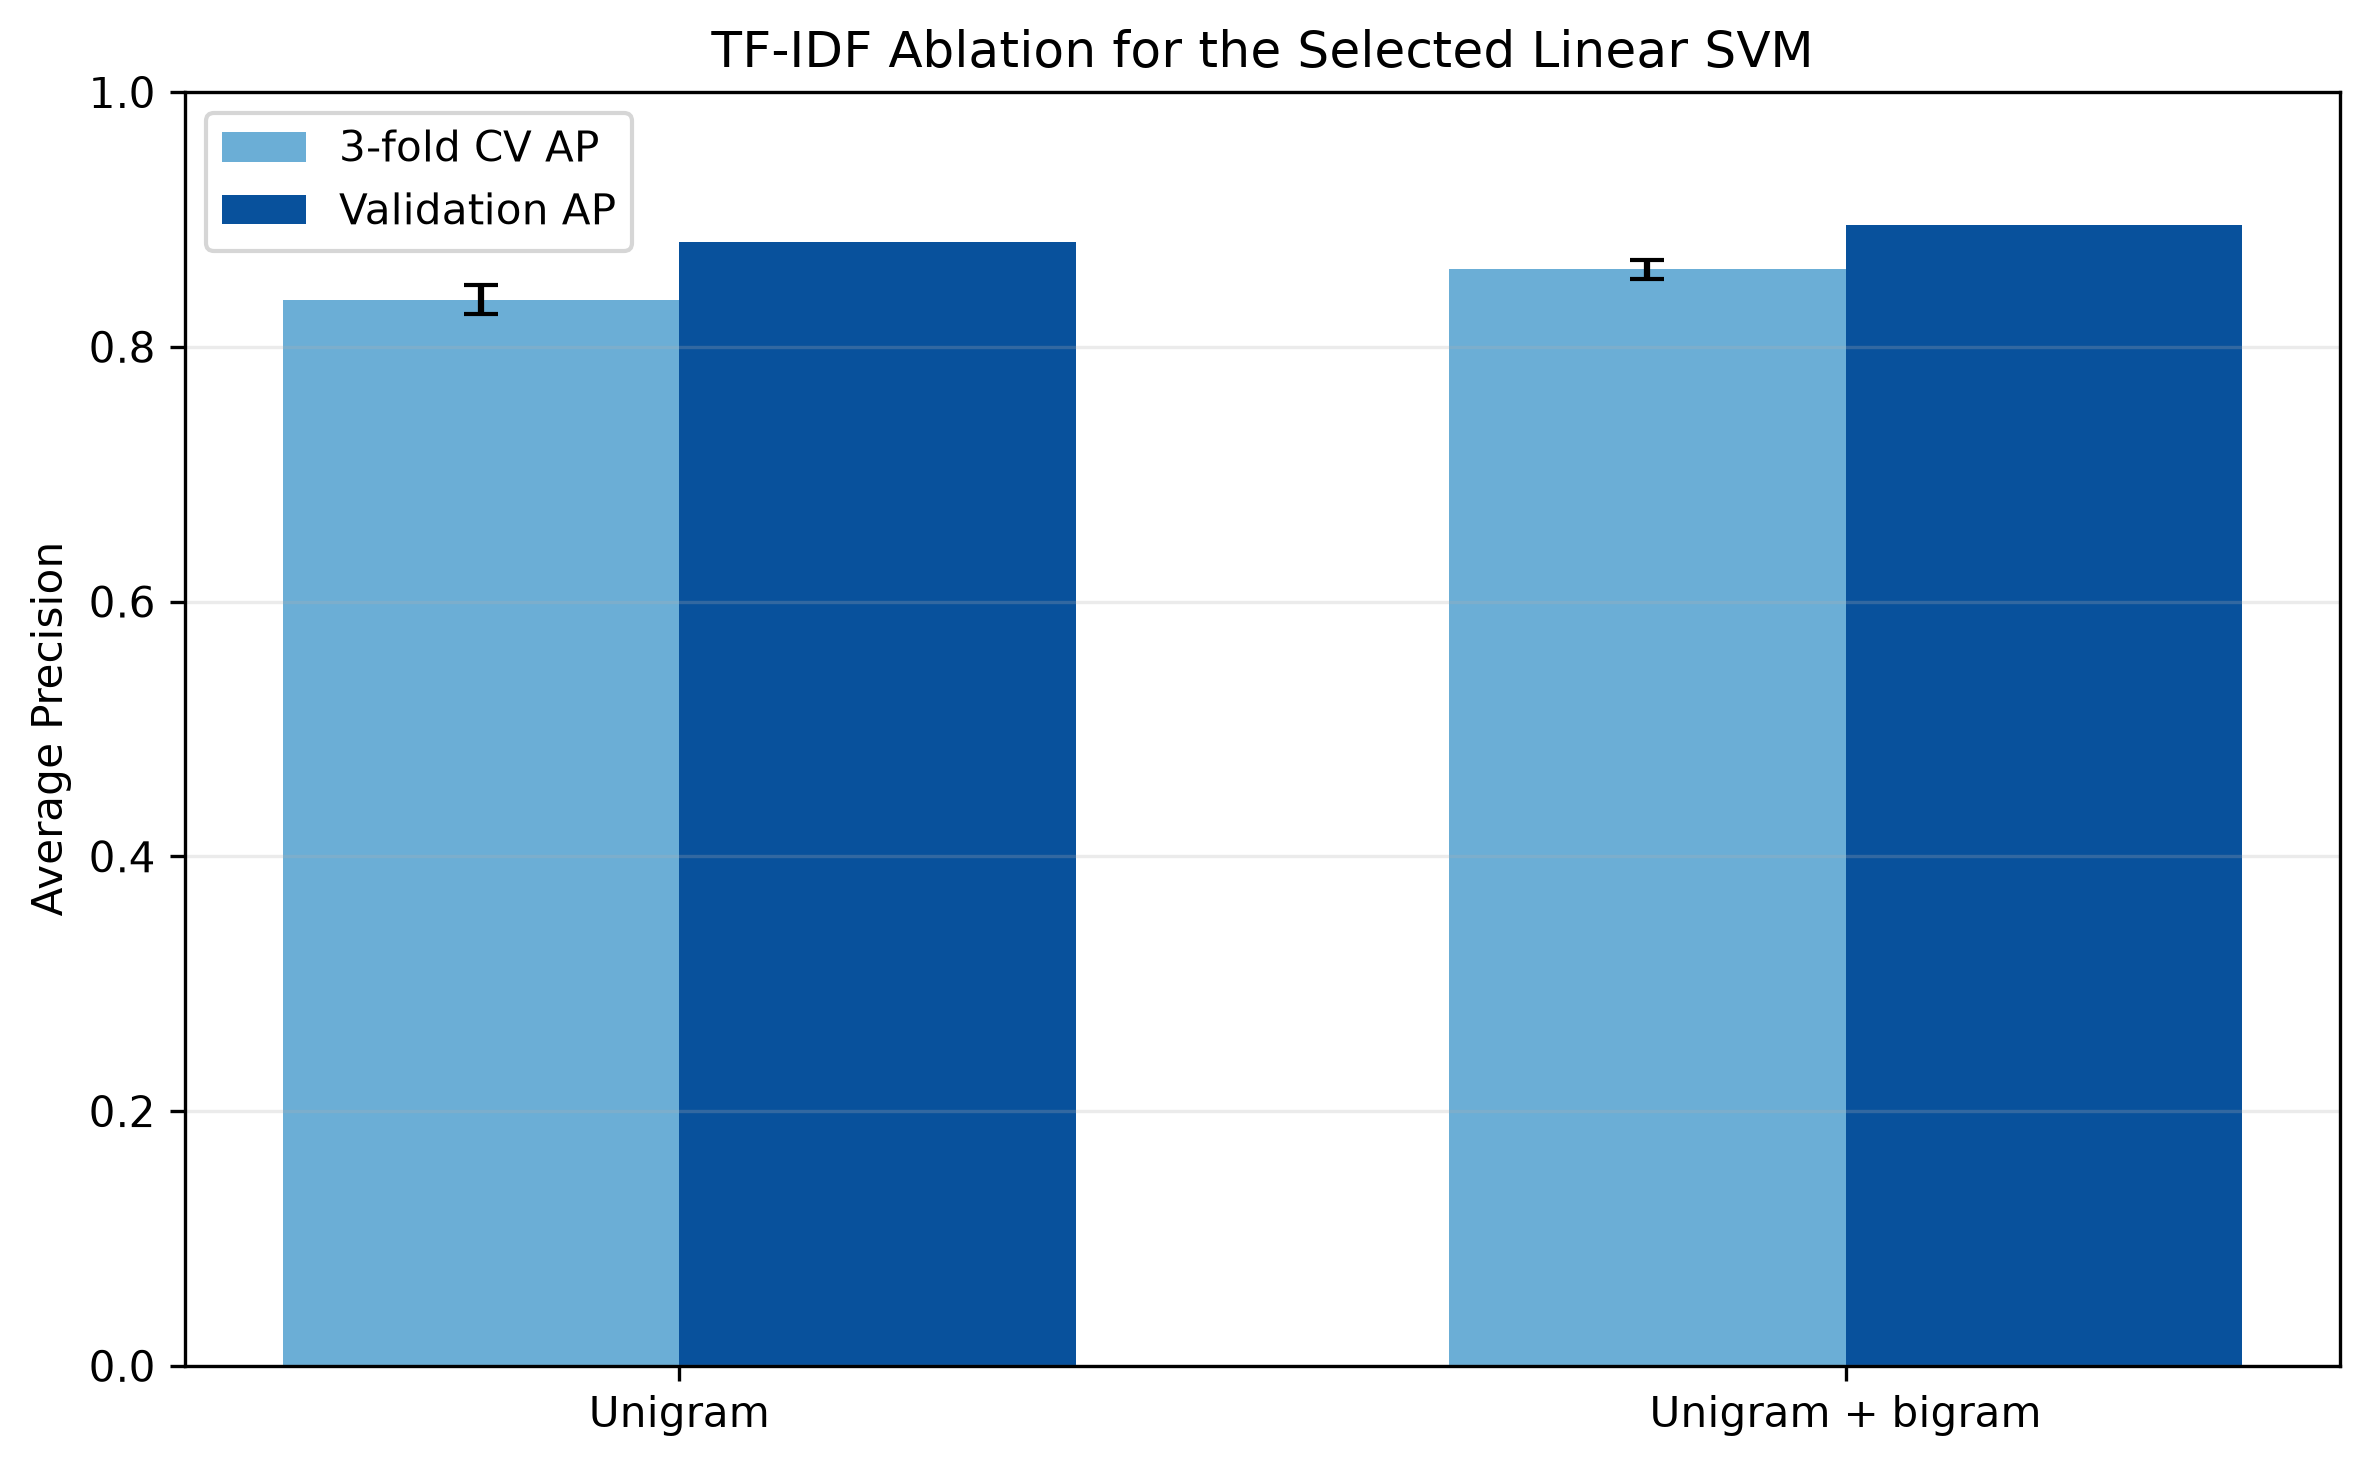 TF-IDF Ablation for the Selected Linear SVM
1.0
3-fold CV AP
Validation AP
0.8
0.6
Average Precision
0.4
0.2
0.0
Unigram
Unigram + bigram